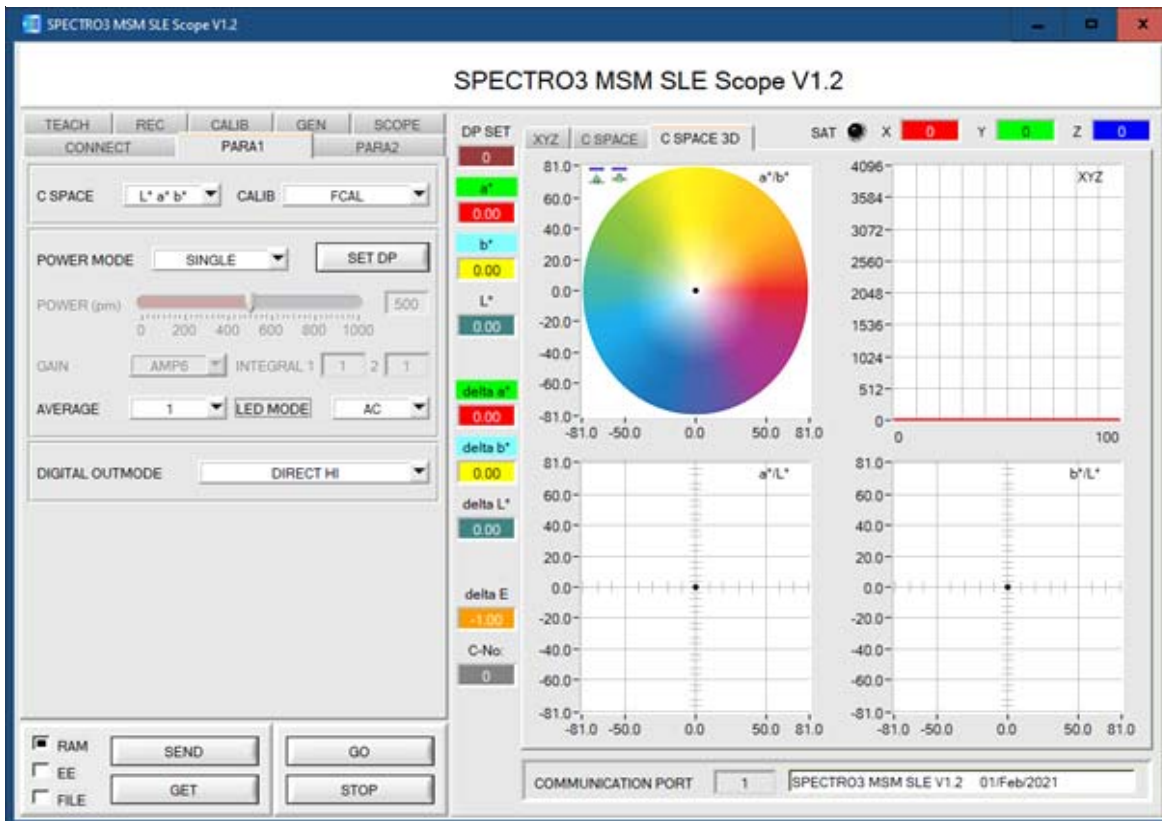 SPECTRO3 MSM SLE Scope V1.2
SPECTRO3 MSM SLE Scope V1.2
TEACH REC CALIB GEN SCOPE
CONNECT PARA1 PARA2
C SPACE L* a* b* CALIB FCAL
POWER MODE SINGLE SET DP
POWER (pm) 500
0 200 400 600 800 1000
GAIN AMP6 INTEGRAL 1 1 2 1
AVERAGE 1 LED MODE AC
DIGITAL OUTMODE DIRECT HI
RAM SEND GO
EE
FILE GET STOP
DP SET
0
a*
0.00
b*
0.00
L*
0.00
delta a*
0.00
delta b*
0.00
delta L*
0.00
delta E
-1.00
C-No:
0
XYZ C SPACE C SPACE 3D SAT X 0 Y 0 Z 0
a*/b*
81.0
60.0
40.0
20.0
0.0
-20.0
-40.0
-60.0
-81.0
-81.0 -50.0 0.0 50.0 81.0
XYZ
4096
3584
3072
2560
2048
1536
1024
512
0
0 100
a*/L*
81.0
60.0
40.0
20.0
0.0
-20.0
-40.0
-60.0
-81.0
-81.0 -50.0 0.0 50.0 81.0
b*/L*
81.0
60.0
40.0
20.0
0.0
-20.0
-40.0
-60.0
-81.0
-81.0 -50.0 0.0 50.0 81.0
COMMUNICATION PORT 1 SPECTRO3 MSM SLE V1.2 01/Feb/2021